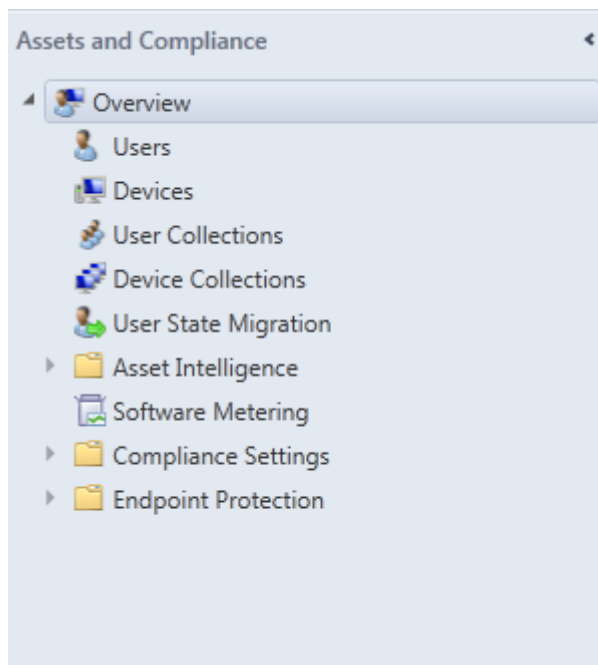 Assets and Compliance
Overview
Users
Devices
User Collections
Device Collections
User State Migration
Asset Intelligence
Software Metering
Compliance Settings
Endpoint Protection